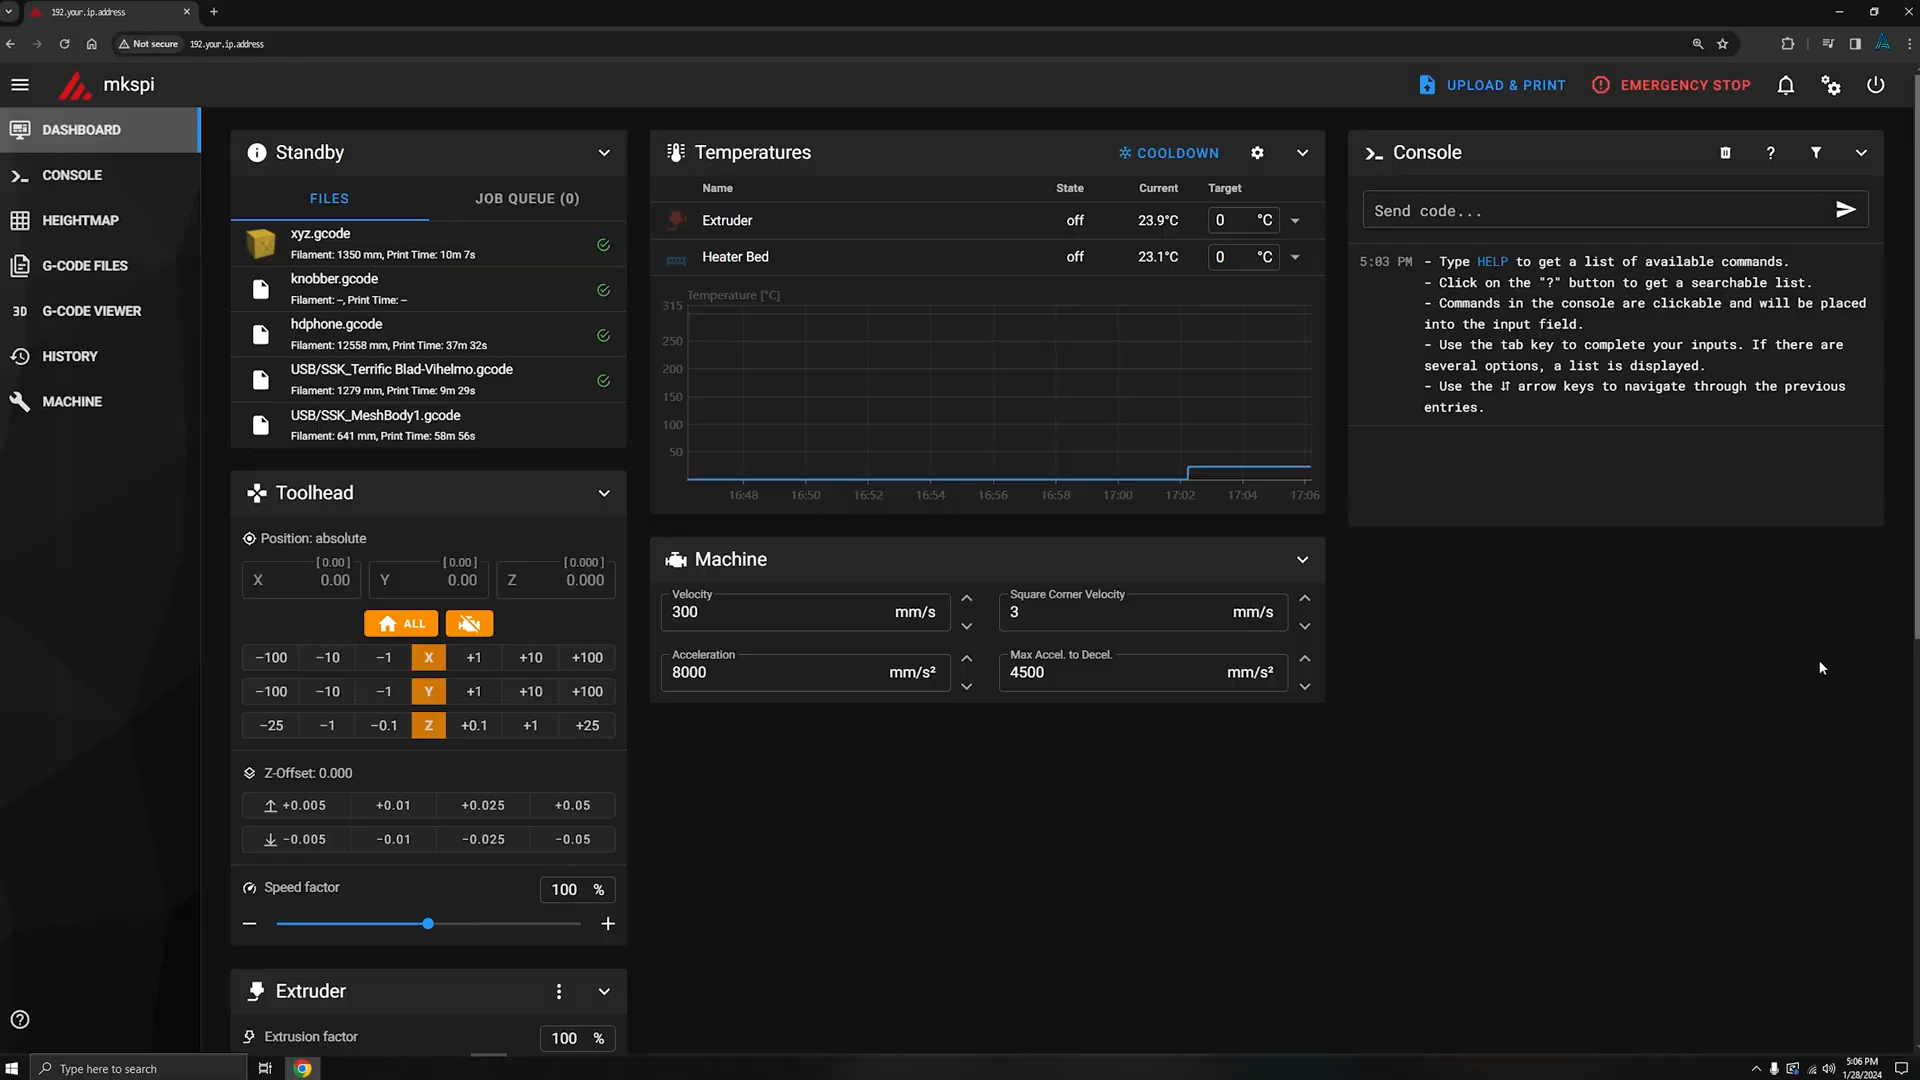 192.your.ip.address
Not secure 192.your.ip.address
mkspi
UPLOAD & PRINT
EMERGENCY STOP
DASHBOARD
CONSOLE
HEIGHTMAP
G-CODE FILES
3D G-CODE VIEWER
HISTORY
MACHINE
Standby
FILES JOB QUEUE (0)
xyz.gcode
Filament: 1350 mm, Print Time: 10m 7s
knobber.gcode
Filament: –, Print Time: –
hdphone.gcode
Filament: 12558 mm, Print Time: 37m 32s
USB/SSK_Terrific Blad-Vihelmo.gcode
Filament: 1279 mm, Print Time: 9m 29s
USB/SSK_MeshBody1.gcode
Filament: 641 mm, Print Time: 58m 56s
Toolhead
Position: absolute
[ 0.00 ] [ 0.00 ] [ 0.000 ]
X 0.00 Y 0.00 Z 0.000
ALL
−100 −10 −1 X +1 +10 +100
−100 −10 −1 Y +1 +10 +100
−25 −1 −0.1 Z +0.1 +1 +25
Z-Offset: 0.000
+0.005 +0.01 +0.025 +0.05
−0.005 −0.01 −0.025 −0.05
Speed factor 100 %
Extruder
Extrusion factor 100 %
Temperatures
COOLDOWN
Name State Current Target
Extruder off 23.9°C 0 °C
Heater Bed off 23.1°C 0 °C
Temperature [°C]
315
250
200
150
100
50
16:48 16:50 16:52 16:54 16:56 16:58 17:00 17:02 17:04 17:06
Machine
Velocity
300 mm/s
Square Corner Velocity
3 mm/s
Acceleration
8000 mm/s²
Max Accel. to Decel.
4500 mm/s²
Console
?
Send code...
5:03 PM - Type HELP to get a list of available commands.
- Click on the "?" button to get a searchable list.
- Commands in the console are clickable and will be placed
into the input field.
- Use the tab key to complete your inputs. If there are
several options, a list is displayed.
- Use the ⇵ arrow keys to navigate through the previous
entries.
Type here to search
5:06 PM
1/28/2024